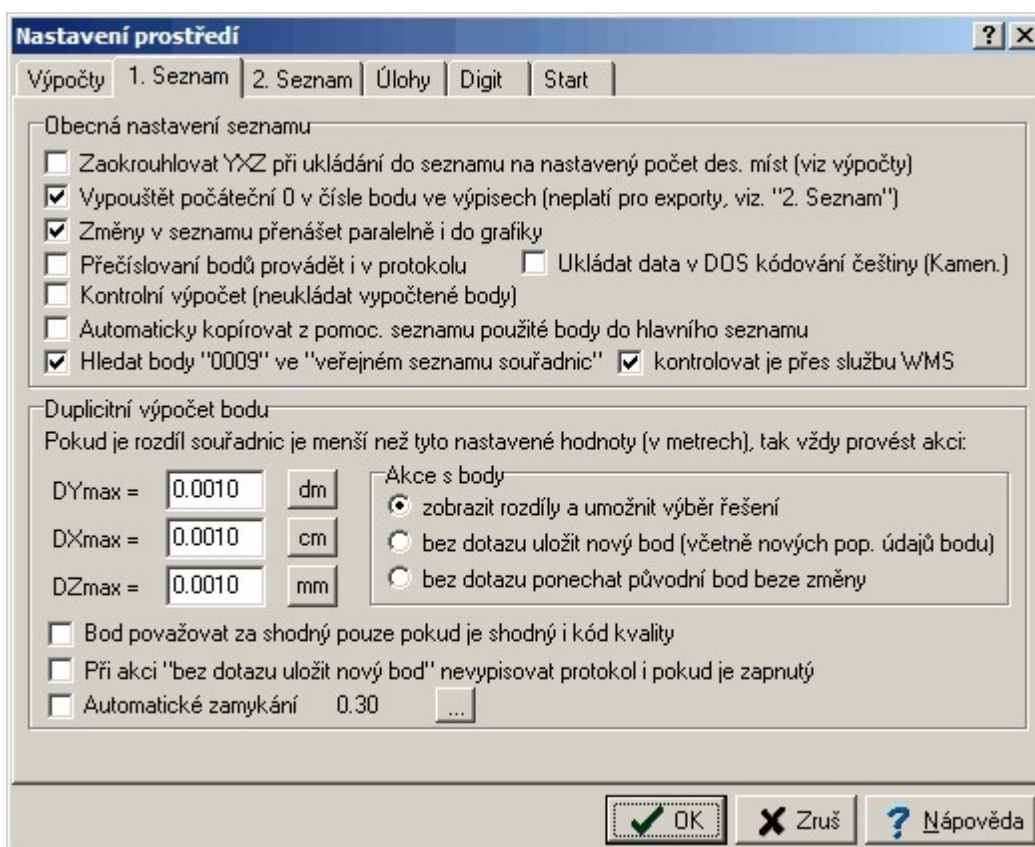 Nastavení prostředí
Výpočty 1. Seznam 2. Seznam Úlohy Digit Start
Obecná nastavení seznamu
Zaokrouhlovat YXZ při ukládání do seznamu na nastavený počet des. míst (viz výpočty)
Vypouštět počáteční 0 v čísle bodu ve výpisech (neplatí pro exporty, viz. "2. Seznam")
Změny v seznamu přenášet paralelně i do grafiky
Přečíslovaní bodů provádět i v protokolu Ukládat data v DOS kódování češtiny (Kamen.)
Kontrolní výpočet (neukládat vypočtené body)
Automaticky kopírovat z pomoc. seznamu použité body do hlavního seznamu
Hledat body "0009" ve "veřejném seznamu souřadnic" kontrolovat je přes službu WMS
Duplicitní výpočet bodu
Pokud je rozdíl souřadnic je menší než tyto nastavené hodnoty (v metrech), tak vždy provést akci:
Akce s body
DYmax = 0.0010 dm zobrazit rozdíly a umožnit výběr řešení
DXmax = 0.0010 cm bez dotazu uložit nový bod (včetně nových pop. údajů bodu)
DZmax = 0.0010 mm bez dotazu ponechat původní bod beze změny
Bod považovat za shodný pouze pokud je shodný i kód kvality
Při akci "bez dotazu uložit nový bod" nevypisovat protokol i pokud je zapnutý
Automatické zamykání 0.30 ...
OK Zruš Nápověda